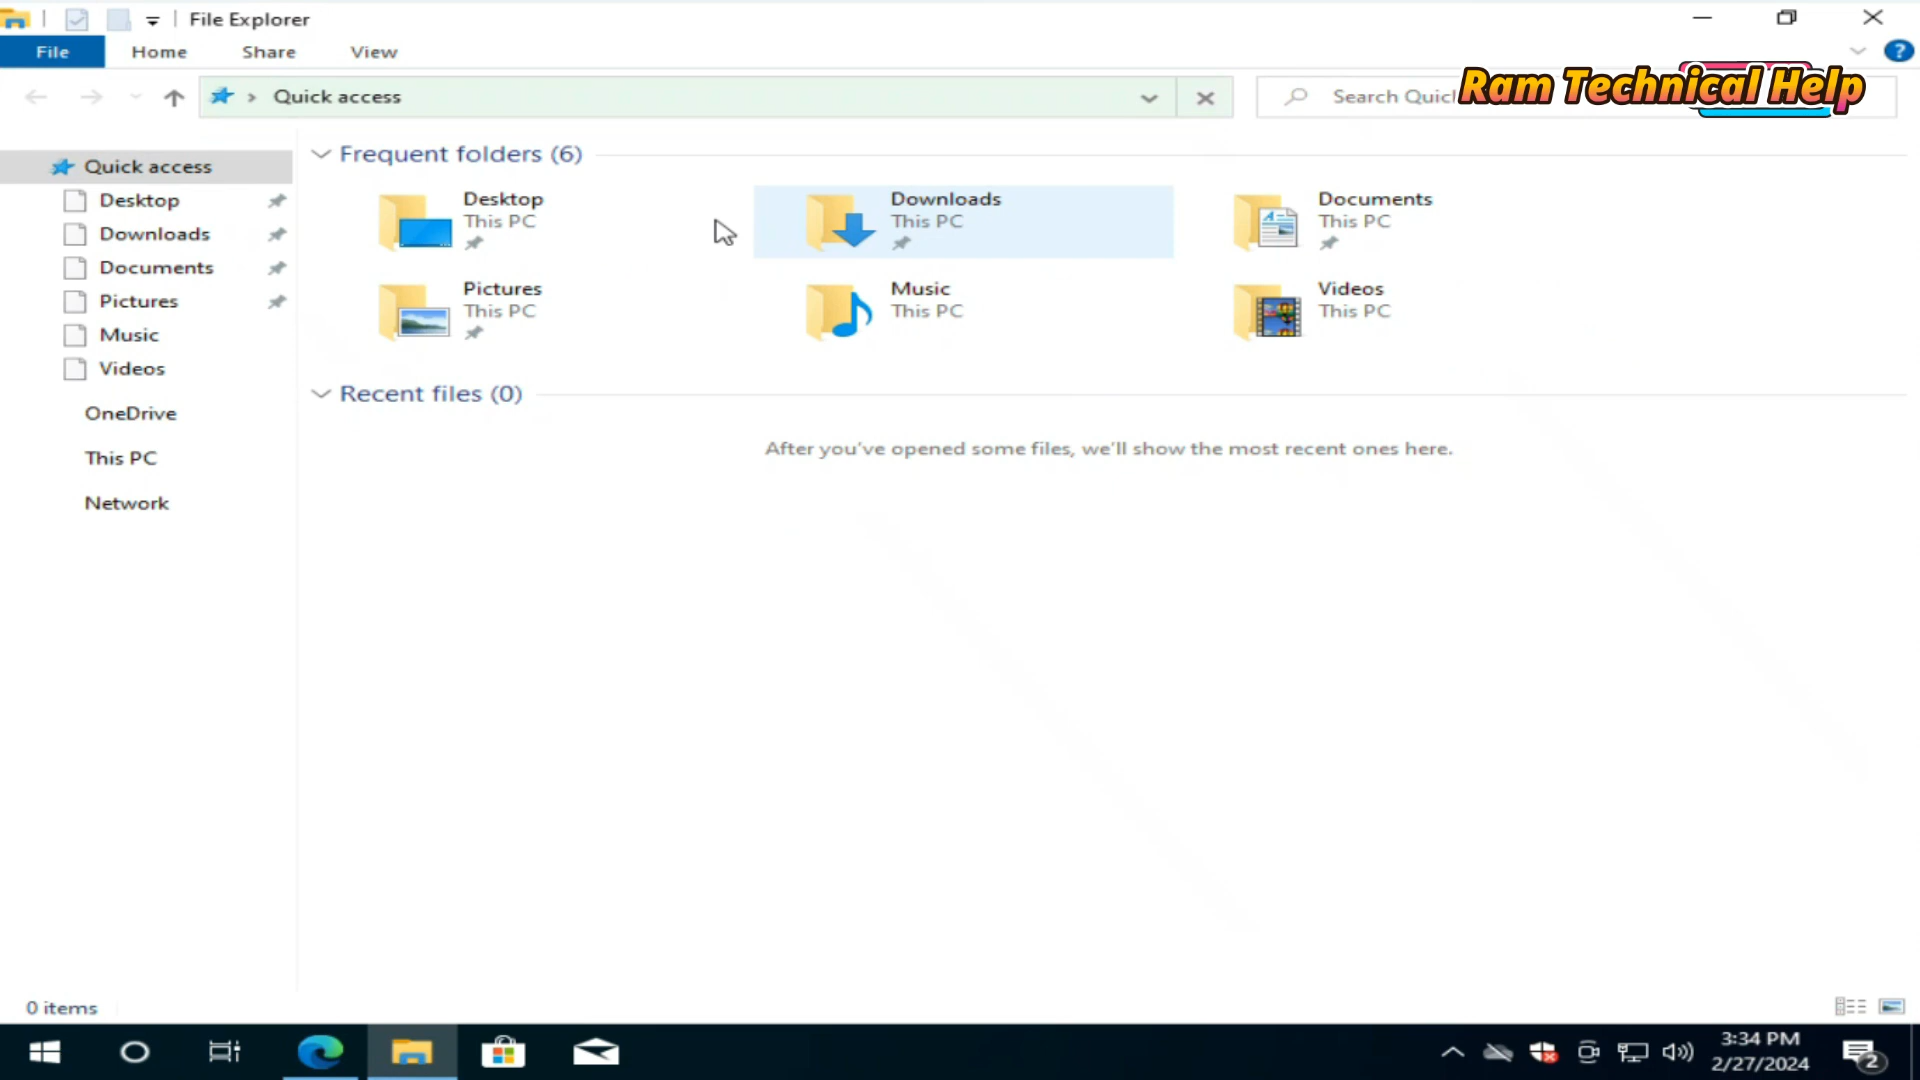 File Explorer
File Home Share View
?
Quick access
Search Quic
Ram Technical Help
Quick access
Desktop
Downloads
Documents
Pictures
Music
Videos
OneDrive
This PC
Network
Frequent folders (6)
Desktop
This PC
Downloads
This PC
Documents
This PC
Pictures
This PC
Music
This PC
Videos
This PC
Recent files (0)
After you've opened some files, we'll show the most recent ones here.
0 items
3:34 PM
2/27/2024
2